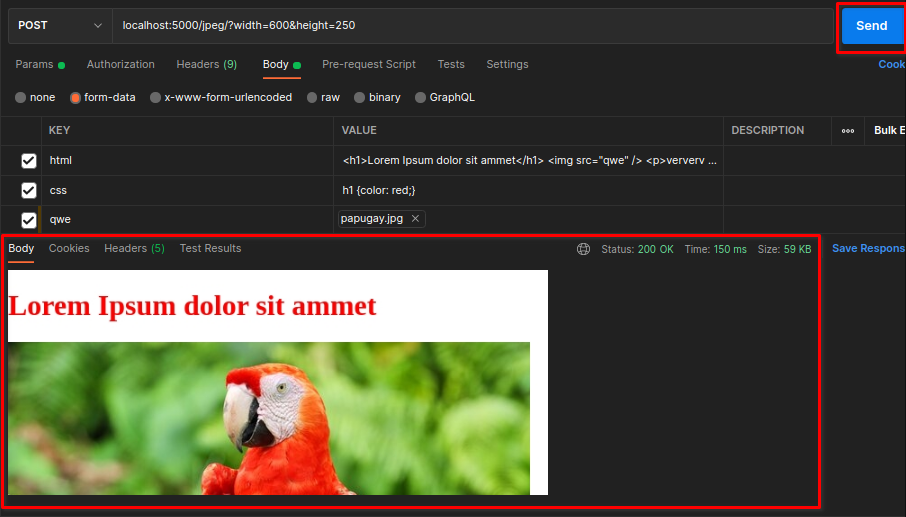 POST localhost:5000/jpeg/?width=600&height=250 Send
Params Authorization Headers (9) Body Pre-request Script Tests Settings Cook
none form-data x-www-form-urlencoded raw binary GraphQL
KEY VALUE DESCRIPTION Bulk E
html <h1>Lorem Ipsum dolor sit ammet</h1> <img src="qwe" /> <p>ververv ...
css h1 {color: red;}
qwe papugay.jpg
Body Cookies Headers (5) Test Results Status: 200 OK Time: 150 ms Size: 59 KB Save Respons
Lorem Ipsum dolor sit ammet